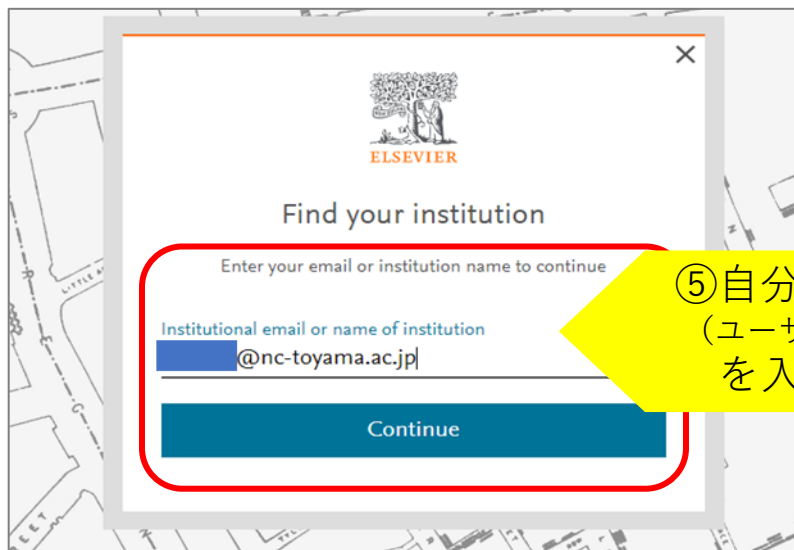 ELSEVIER
Find your institution
Enter your email or institution name to continue
Institutional email or name of institution
@nc-toyama.ac.jp
Continue
⑤自分
（ユーサ
を入